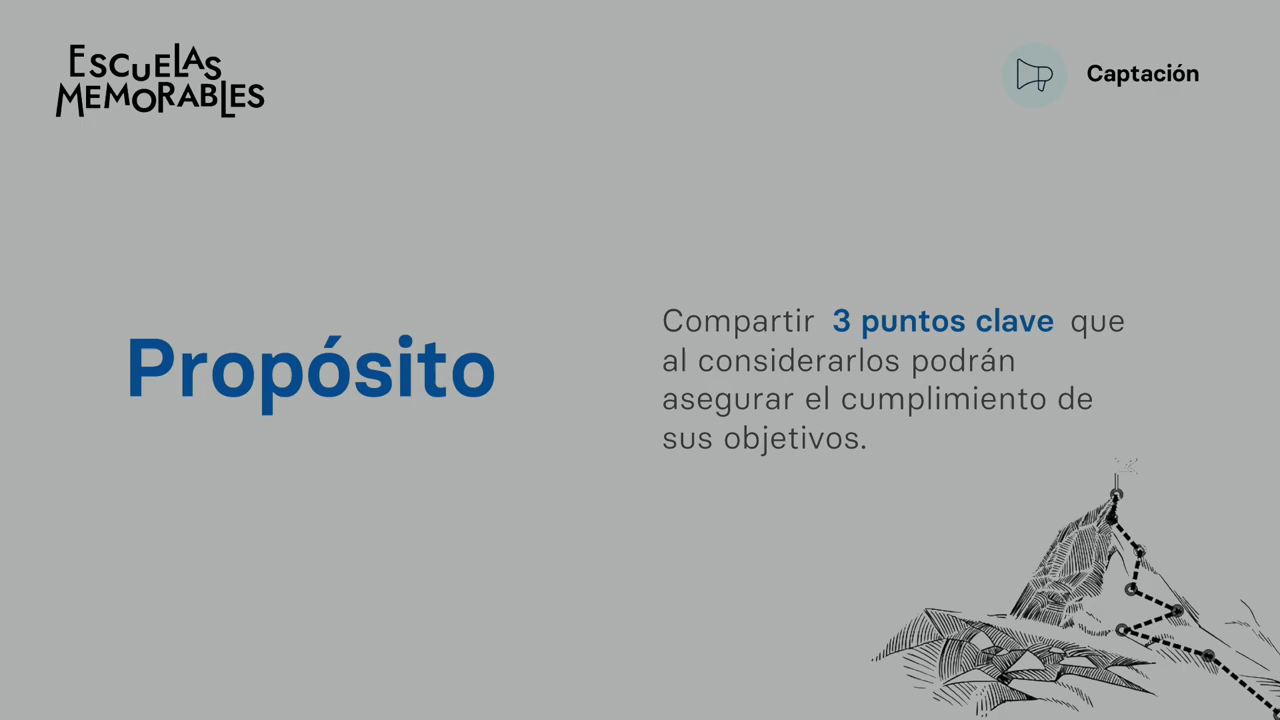 ESCUELAS
MEMORABLES
Captación
Propósito
Compartir 3 puntos clave que
al considerarlos podrán
asegurar el cumplimiento de
sus objetivos.